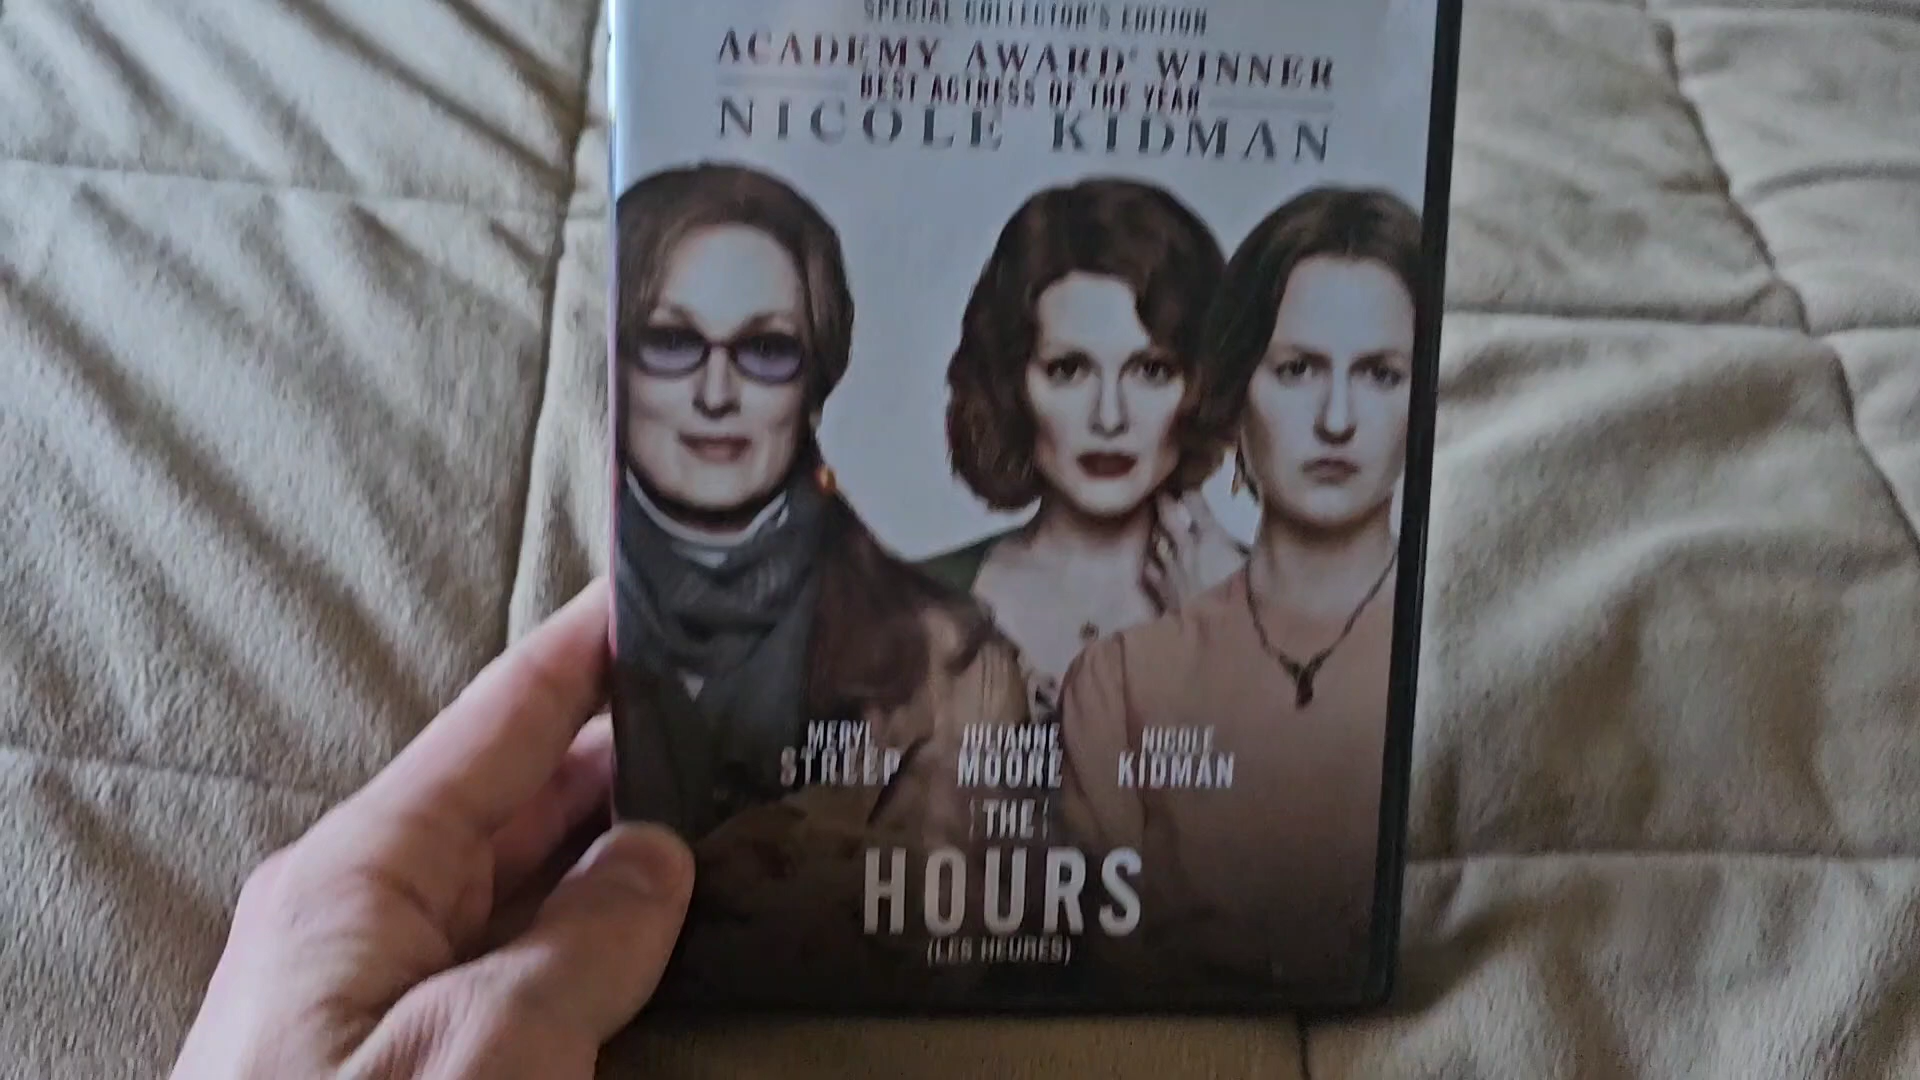 SPECIAL COLLECTOR'S EDITION
ACADEMY AWARD® WINNER
BEST ACTRESS OF THE YEAR
NICOLE KIDMAN
MERYL STREEP
JULIANNE MOORE
NICOLE KIDMAN
THE
HOURS
(LES HEURES)